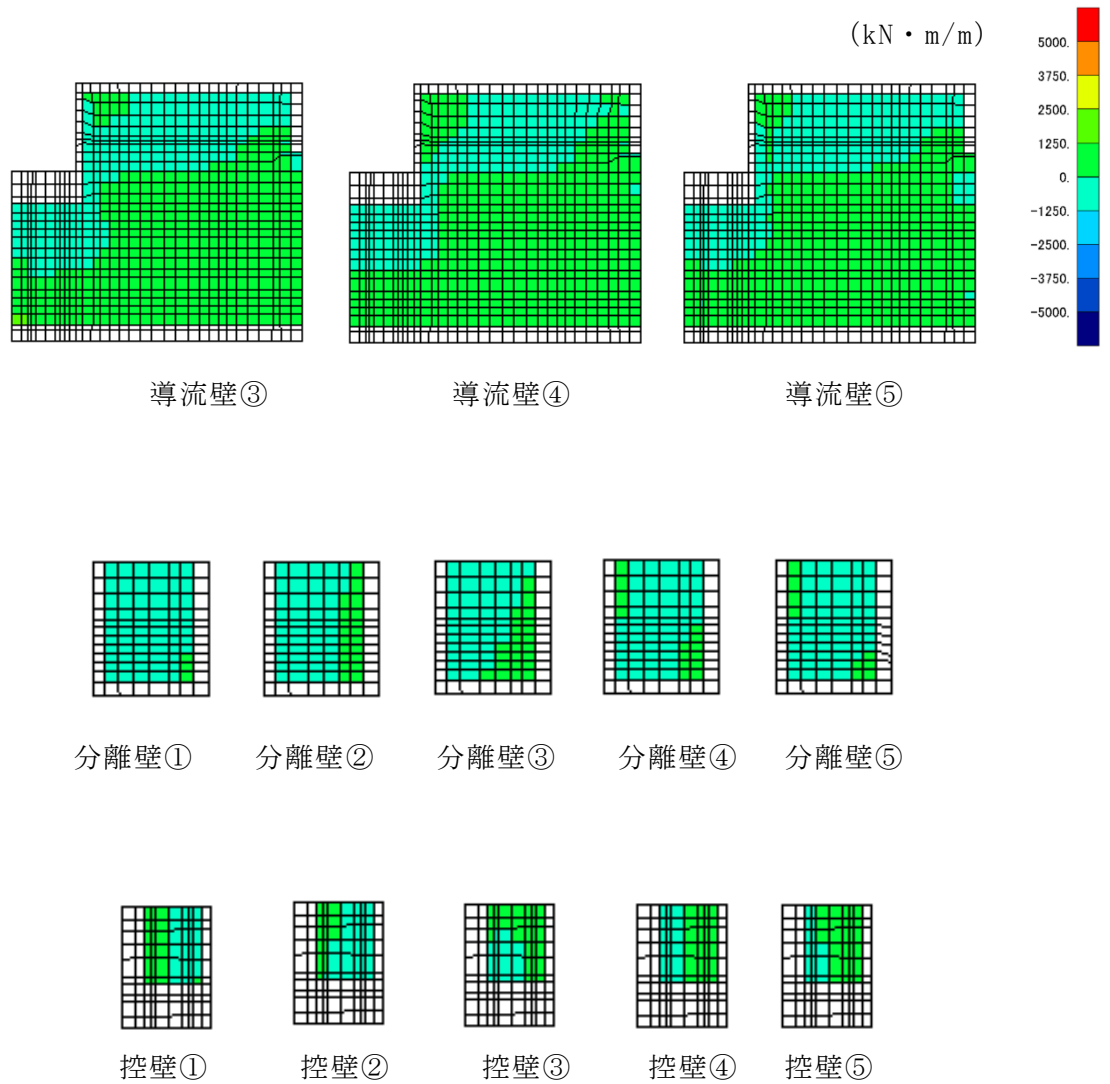 (kN・m/m)
5000.
3750.
2500.
1250.
0.
-1250.
-2500.
-3750.
-5000.
導流壁③ 導流壁④ 導流壁⑤
分離壁① 分離壁② 分離壁③ 分離壁④ 分離壁⑤
控壁① 控壁② 控壁③ 控壁④ 控壁⑤